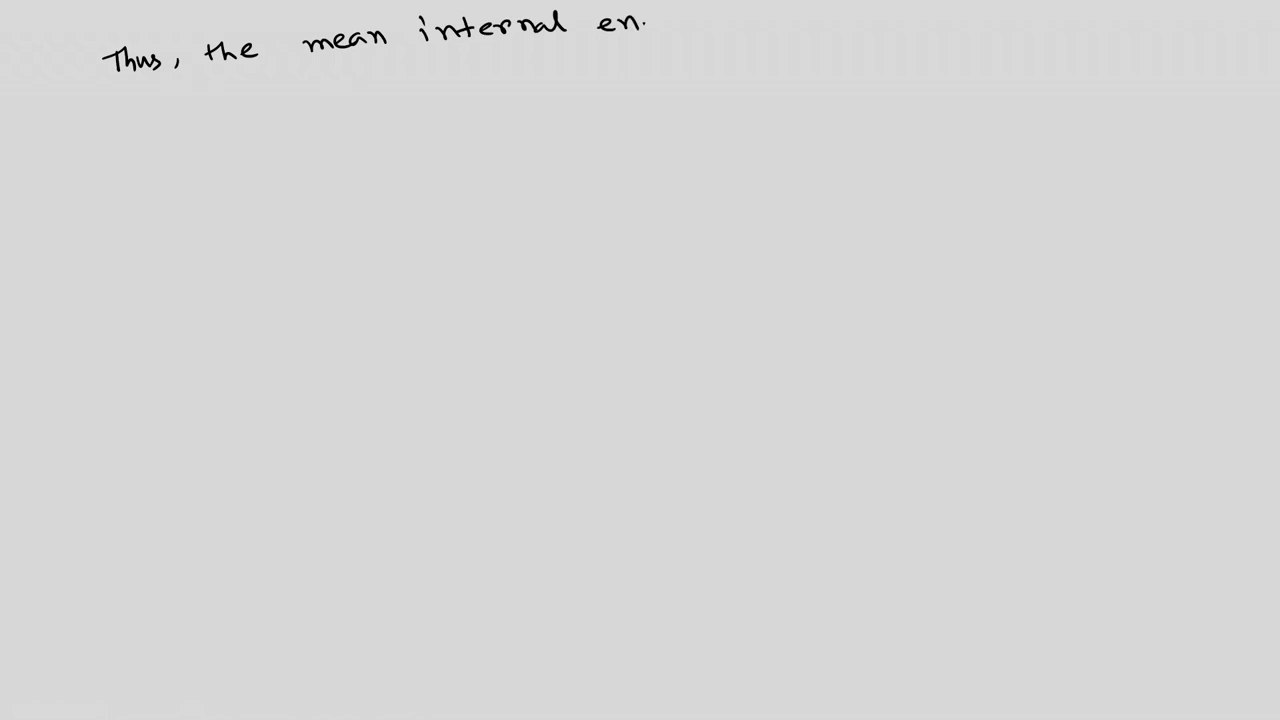 Thus, the mean internal en.